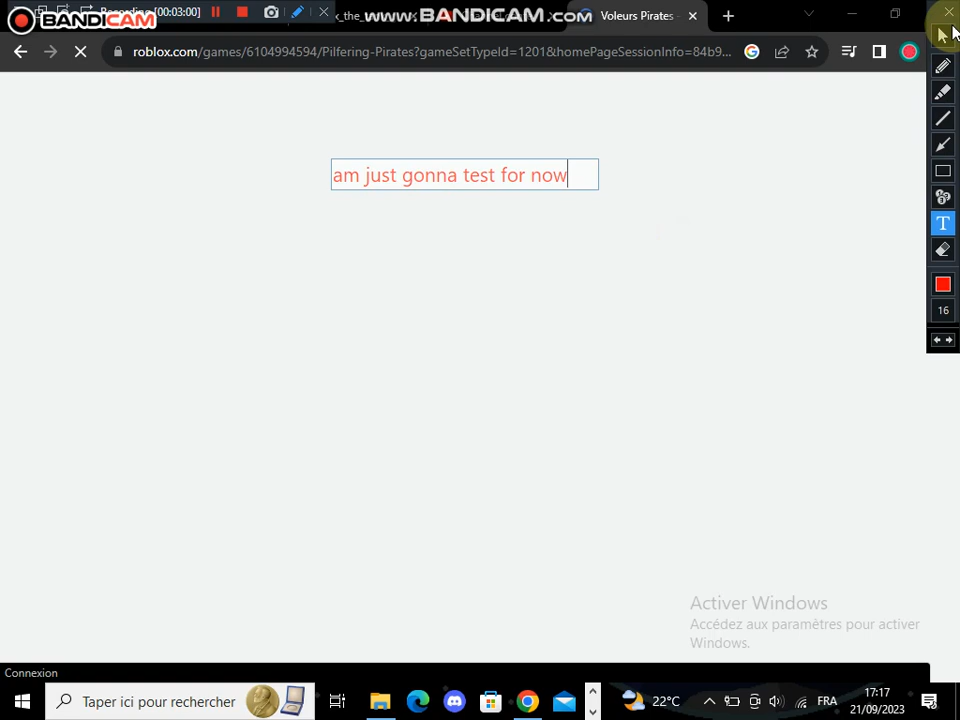 BANDICAM
Recording [00:03:00]
_the_
www.BANDICAM.com
Voleurs Pirates
roblox.com/games/6104994594/Pilfering-Pirates?gameSetTypeId=1201&homePageSessionInfo=84b9...
am just gonna test for now
T
16
Activer Windows
Accédez aux paramètres pour activer
Windows.
Connexion
Taper ici pour rechercher
22°C
FRA
17:17
21/09/2023